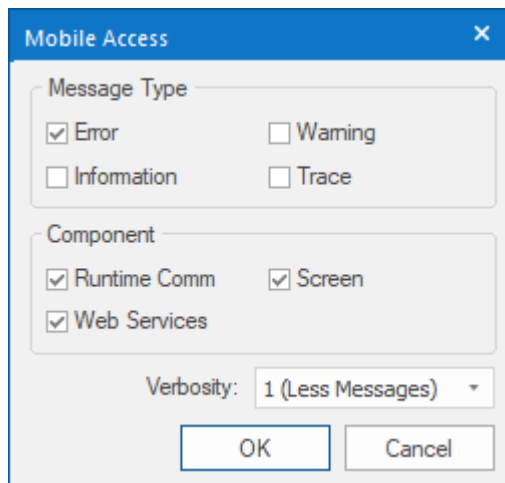 Mobile Access
Message Type
Error Warning
Information Trace
Component
Runtime Comm Screen
Web Services
Verbosity: 1 (Less Messages)
OK Cancel